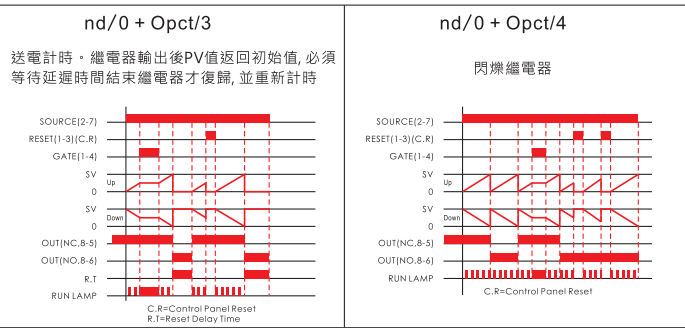 nd/0 + Opct/3
送電計時。繼電器輸出後PV值返回初始值, 必須
等待延遲時間結束繼電器才復歸, 並重新計時
SOURCE(2-7)
RESET(1-3)(C.R)
GATE(1-4)
SV
Up
0
SV
Down
0
OUT(NC.8-5)
OUT(NO.8-6)
R.T
RUN LAMP
C.R=Control Panel Reset
R.T=Reset Delay Time
nd/0 + Opct/4
閃爍繼電器
SOURCE(2-7)
RESET(1-3)(C.R)
GATE(1-4)
SV
Up
0
SV
Down
0
OUT(NC.8-5)
OUT(NO.8-6)
RUN LAMP
C.R=Control Panel Reset